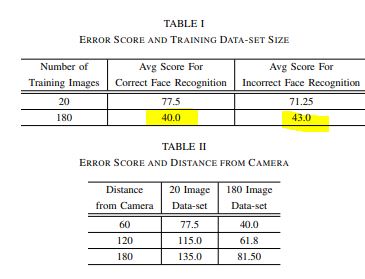 TABLE I
ERROR SCORE AND TRAINING DATA-SET SIZE
Number of Avg Score For Avg Score For
Training Images Correct Face Recognition Incorrect Face Recognition
20 77.5 71.25
180 40.0 43.0
TABLE II
ERROR SCORE AND DISTANCE FROM CAMERA
Distance 20 Image 180 Image
from Camera Data-set Data-set
60 77.5 40.0
120 115.0 61.8
180 135.0 81.50